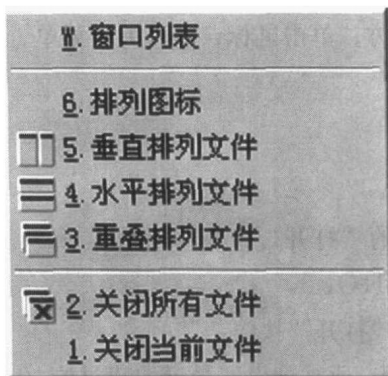 W. 窗口列表
6. 排列图标
5. 垂直排列文件
4. 水平排列文件
3. 重叠排列文件
2. 关闭所有文件
1. 关闭当前文件